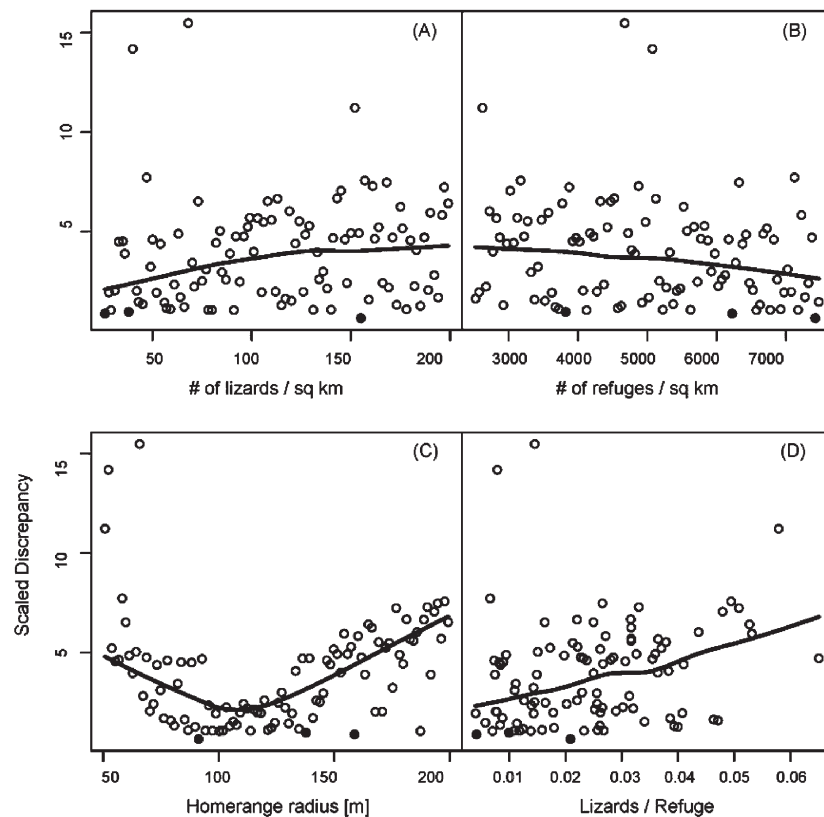 (A)
(B)
15
10
5
50
100
150
200
3000
4000
5000
6000
7000
# of lizards / sq km
# of refuges / sq km
Scaled Discrepancy
(C)
(D)
15
10
5
50
100
150
200
0.01
0.02
0.03
0.04
0.05
0.06
Homerange radius [m]
Lizards / Refuge